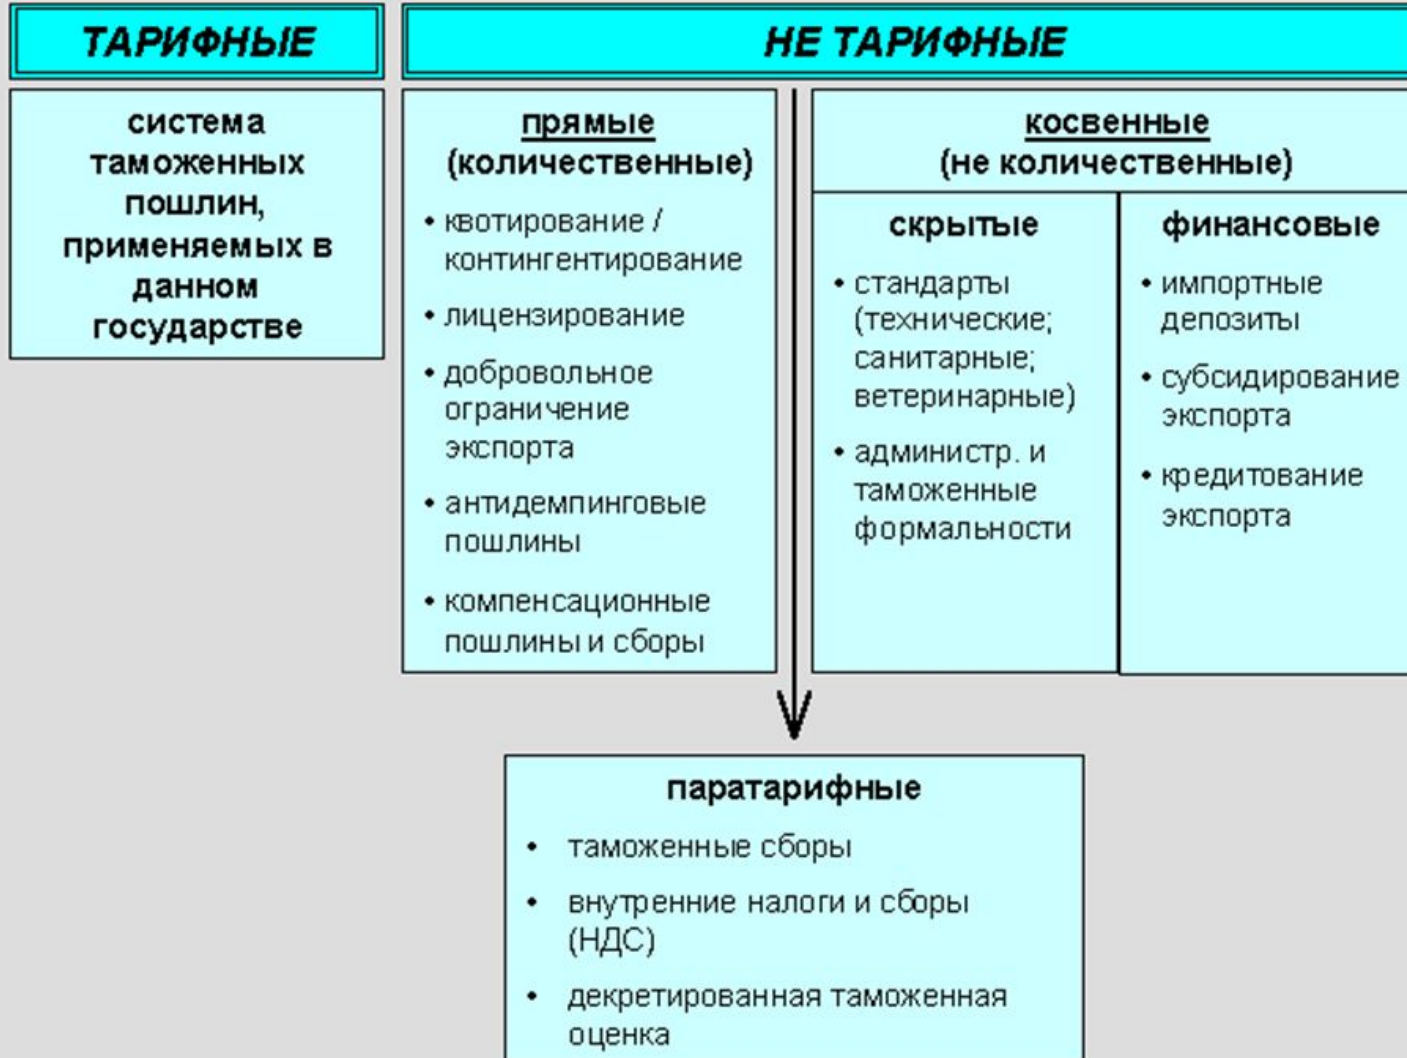 ТАРИФНЫЕ
НЕ ТАРИФНЫЕ
система
таможенных
пошлин,
применяемых в
данном
государстве
прямые
(количественные)
• квотирование /
контингентирование
• лицензирование
• добровольное
ограничение
экспорта
• антидемпинговые
пошлины
• компенсационные
пошлины и сборы
косвенные
(не количественные)
скрытые
• стандарты
(технические;
санитарные;
ветеринарные)
• администр. и
таможенные
формальности
финансовые
• импортные
депозиты
• субсидирование
экспорта
• кредитование
экспорта
паратарифные
• таможенные сборы
• внутренние налоги и сборы
(НДС)
• декретированная таможенная
оценка